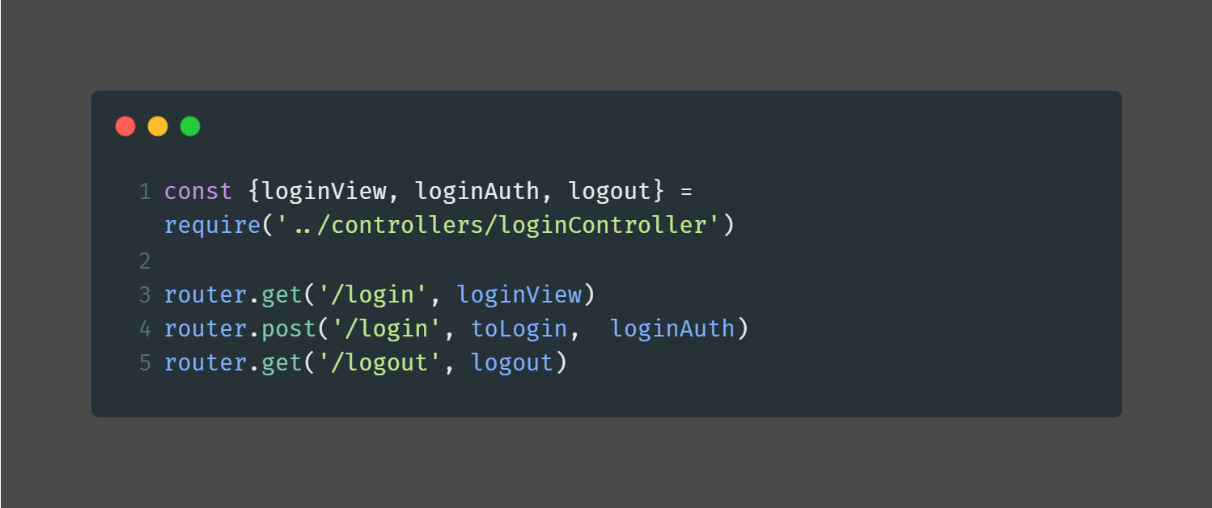 1 const {loginView, loginAuth, logout} =
require('../controllers/loginController')
2
3 router.get('/login', loginView)
4 router.post('/login', toLogin,  loginAuth)
5 router.get('/logout', logout)